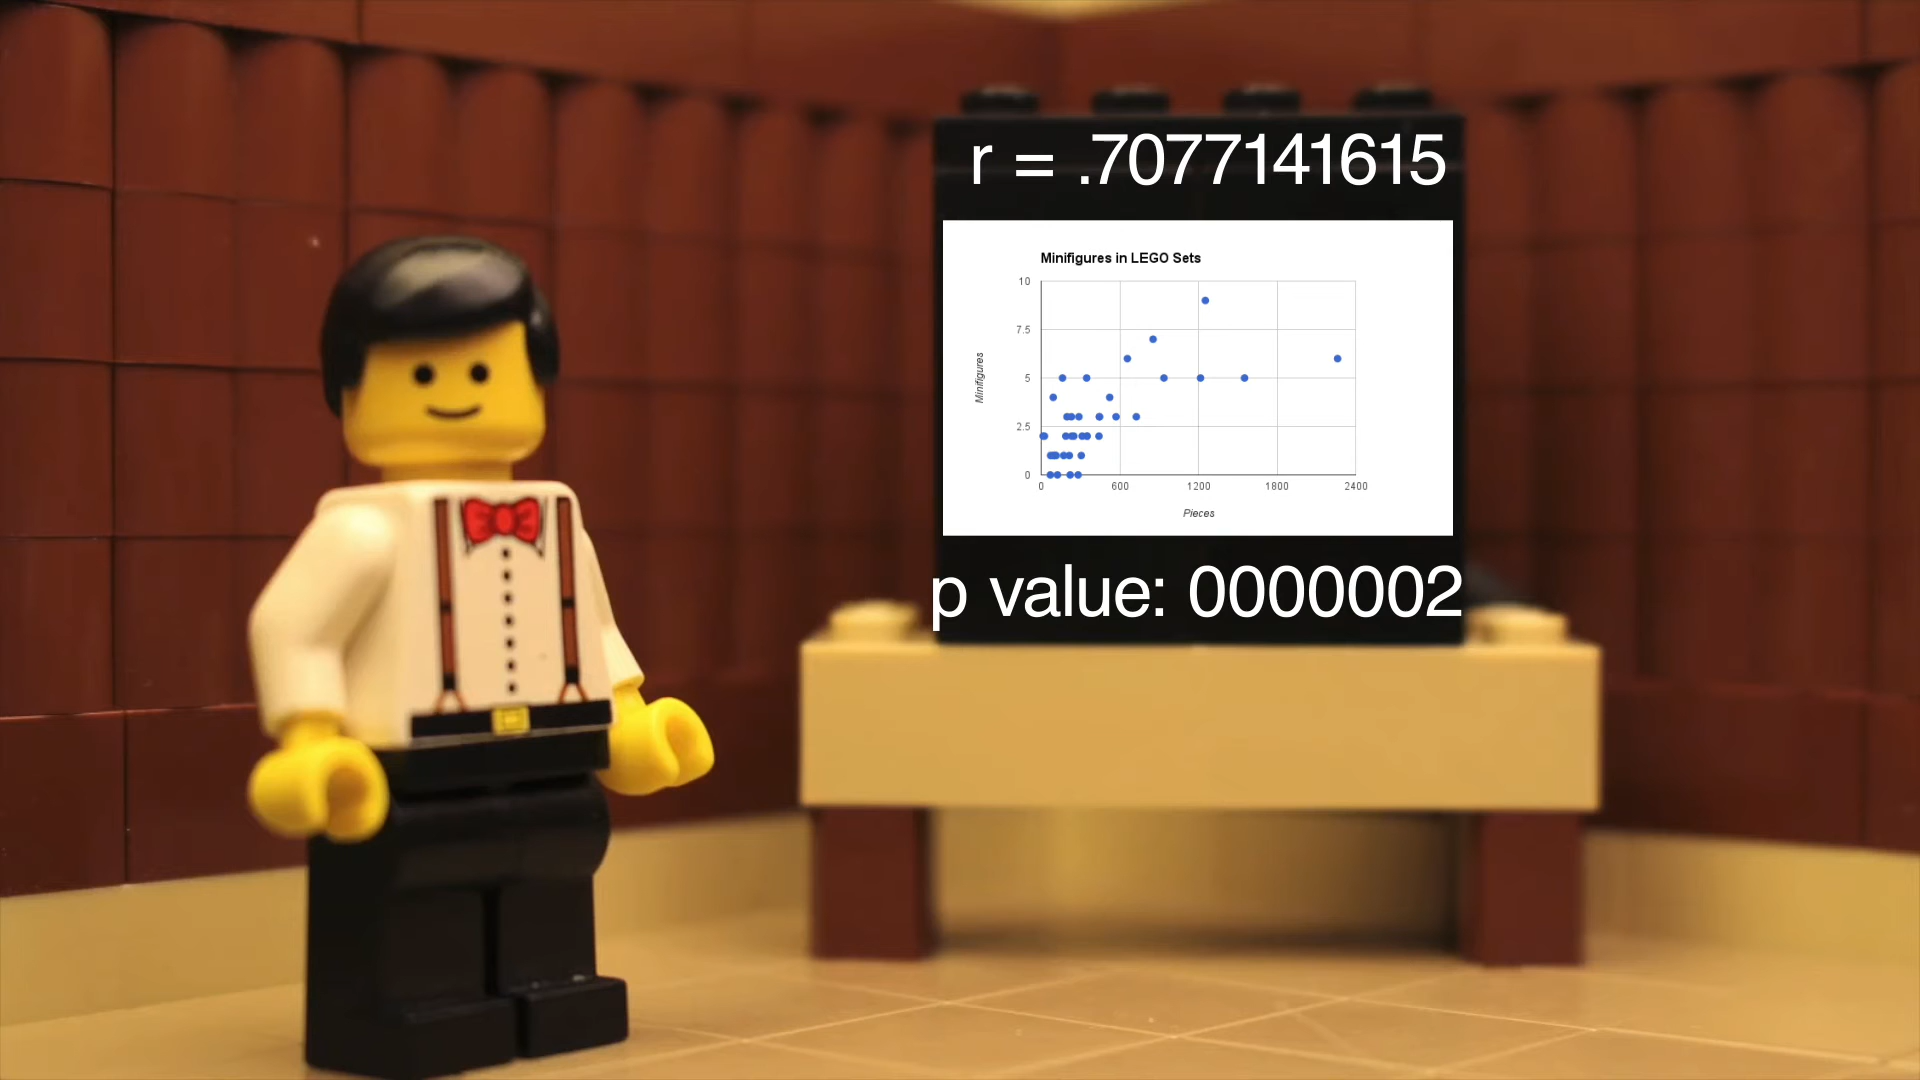 r = .7077141615
Minifigures in LEGO Sets
10
7.5
5
2.5
0
Minifigures
0 600 1200 1800 2400
Pieces
p value: 0000002